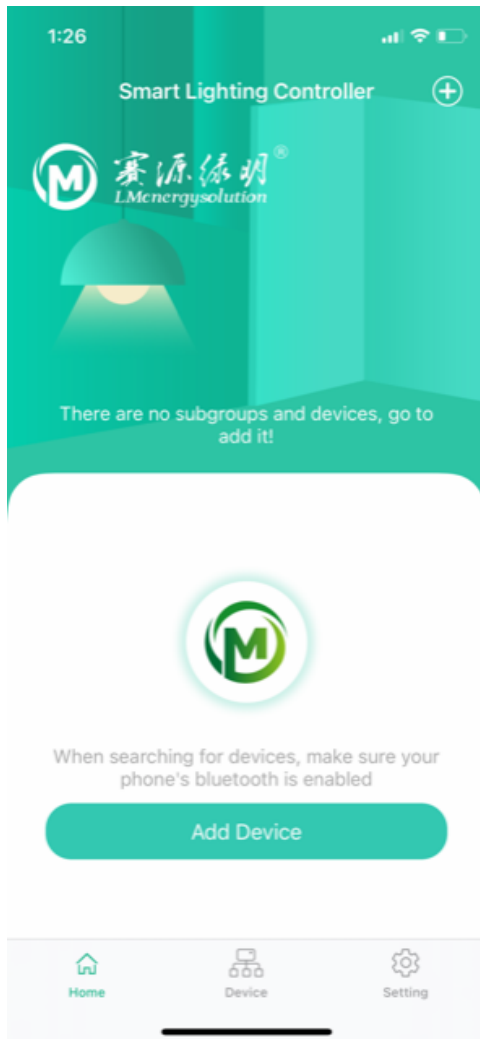 1:26
Smart Lighting Controller
M 赛源绿明®
LMenergysolution
There are no subgroups and devices, go to
add it!
M
When searching for devices, make sure your
phone's bluetooth is enabled
Add Device
Home Device Setting